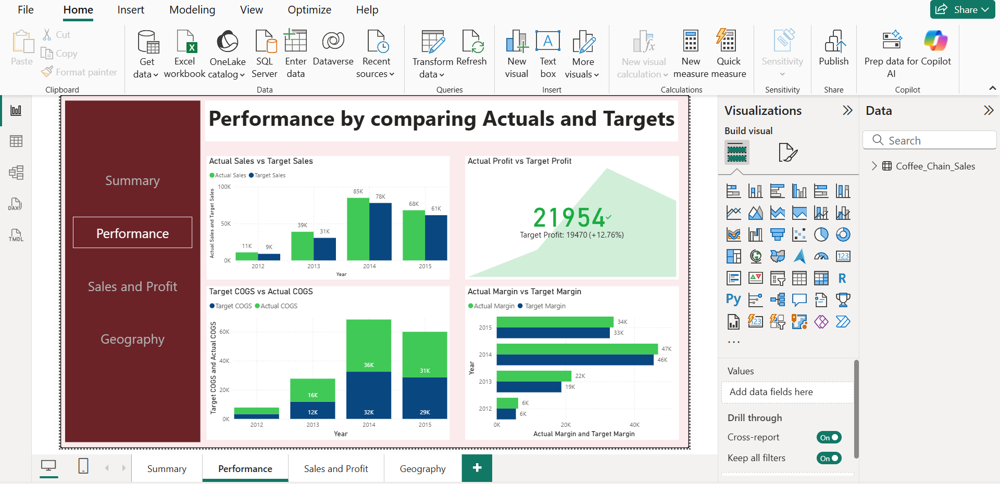 File Home Insert Modeling View Optimize Help Share
Paste
Cut
Copy
Format painter
Clipboard
Get data
Excel workbook
OneLake catalog
SQL Server
Enter data
Dataverse
Recent sources
Data
Transform data
Refresh
Queries
New visual
Text box
More visuals
Insert
New visual calculation
New measure
Quick measure
Calculations
Sensitivity
Sensitivity
Publish
Share
Prep data for AI
Copilot
Copilot
DAX
TMDL
Summary
Performance
Sales and Profit
Geography
Performance by comparing Actuals and Targets
Actual Sales vs Target Sales
Actual Sales Target Sales
Actual Sales and Target Sales
100K
50K
0K
11K 9K 39K 31K 85K 78K 68K 61K
2012 2013 2014 2015
Year
Actual Profit vs Target Profit
21954
Target Profit: 19470 (+12.76%)
Target COGS vs Actual COGS
Target COGS Actual COGS
Target COGS and Actual COGS
60K
40K
20K
0K
16K 36K 31K
12K 32K 29K
2012 2013 2014 2015
Year
Actual Margin vs Target Margin
Actual Margin Target Margin
Year
2015 34K
33K
2014 47K
46K
2013 22K
19K
2012 6K
6K
0K 20K 40K
Actual Margin and Target Margin
Summary Performance Sales and Profit Geography +
Visualizations
Build visual
123
R
Py
123
...
Values
Add data fields here
Drill through
Cross-report On
Keep all filters On
Data
Search
Coffee_Chain_Sales